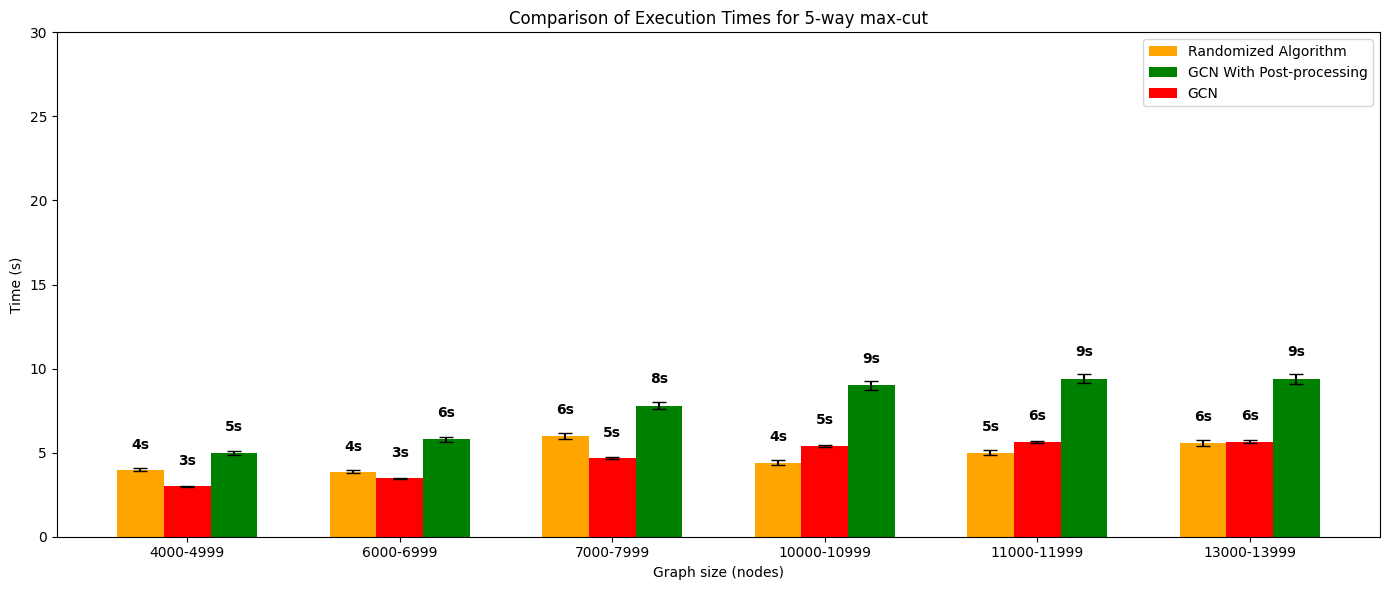 Comparison of Execution Times for 5-way max-cut
Randomized Algorithm
GCN With Post-processing
GCN
Time (s)
30
25
20
15
10
5
0
4s
3s
5s
4s
3s
6s
6s
5s
8s
4s
5s
9s
5s
6s
9s
6s
6s
9s
4000-4999
6000-6999
7000-7999
10000-10999
11000-11999
13000-13999
Graph size (nodes)